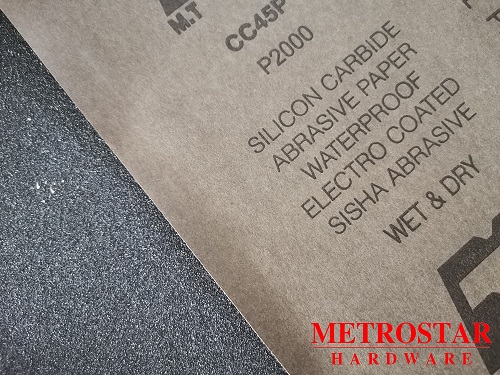 M.T
CC45P
P2000
SILICON CARBIDE
ABRASIVE PAPER
WATERPROOF
ELECTRO COATED
SISHA ABRASIVE
WET & DRY
METROSTAR
HARDWARE